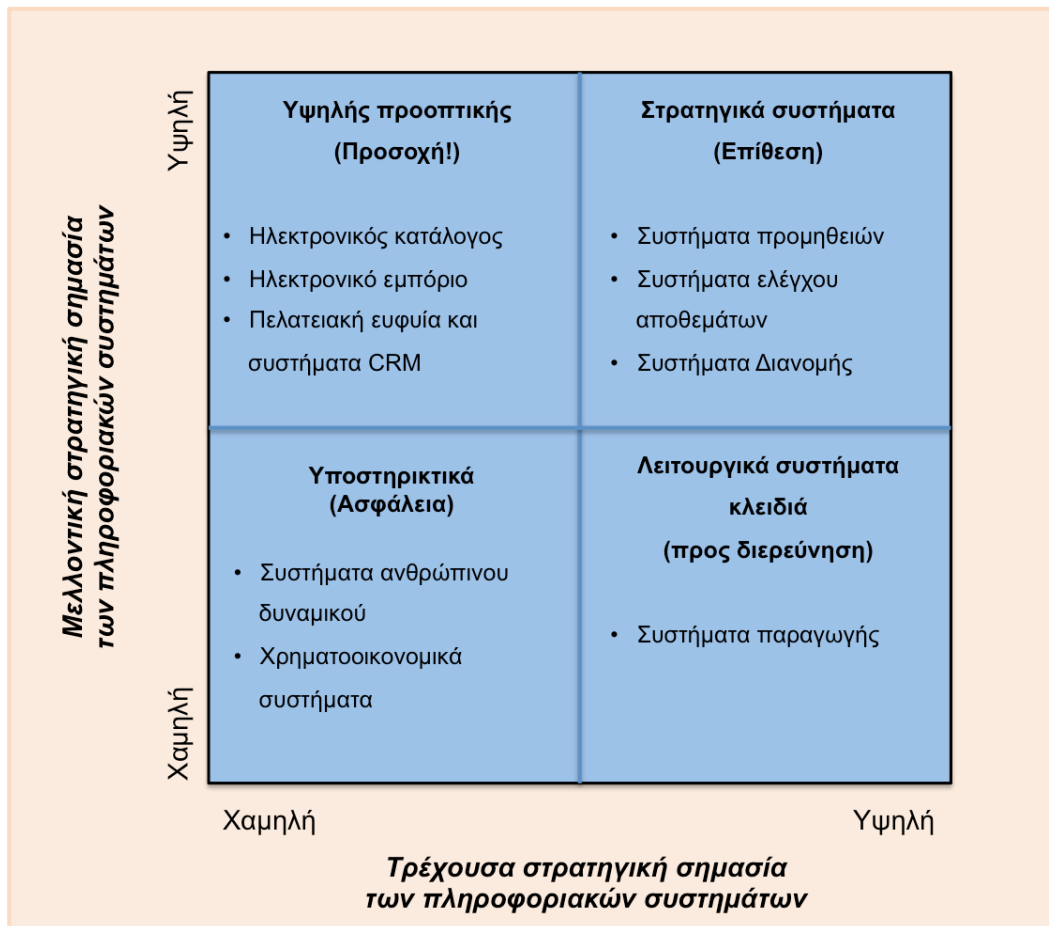 Υψηλή
Μελλοντική στρατηγική σημασία
των πληροφοριακών συστημάτων
Χαμηλή
Υψηλής προοπτικής
(Προσοχή!)
• Ηλεκτρονικός κατάλογος
• Ηλεκτρονικό εμπόριο
• Πελατειακή ευφυία και
συστήματα CRM
Στρατηγικά συστήματα
(Επίθεση)
• Συστήματα προμηθειών
• Συστήματα ελέγχου
αποθεμάτων
• Συστήματα Διανομής
Υποστηρικτικά
(Ασφάλεια)
• Συστήματα ανθρώπινου
δυναμικού
• Χρηματοοικονομικά
συστήματα
Λειτουργικά συστήματα
κλειδιά
(προς διερεύνηση)
• Συστήματα παραγωγής
Χαμηλή
Υψηλή
Τρέχουσα στρατηγική σημασία
των πληροφοριακών συστημάτων